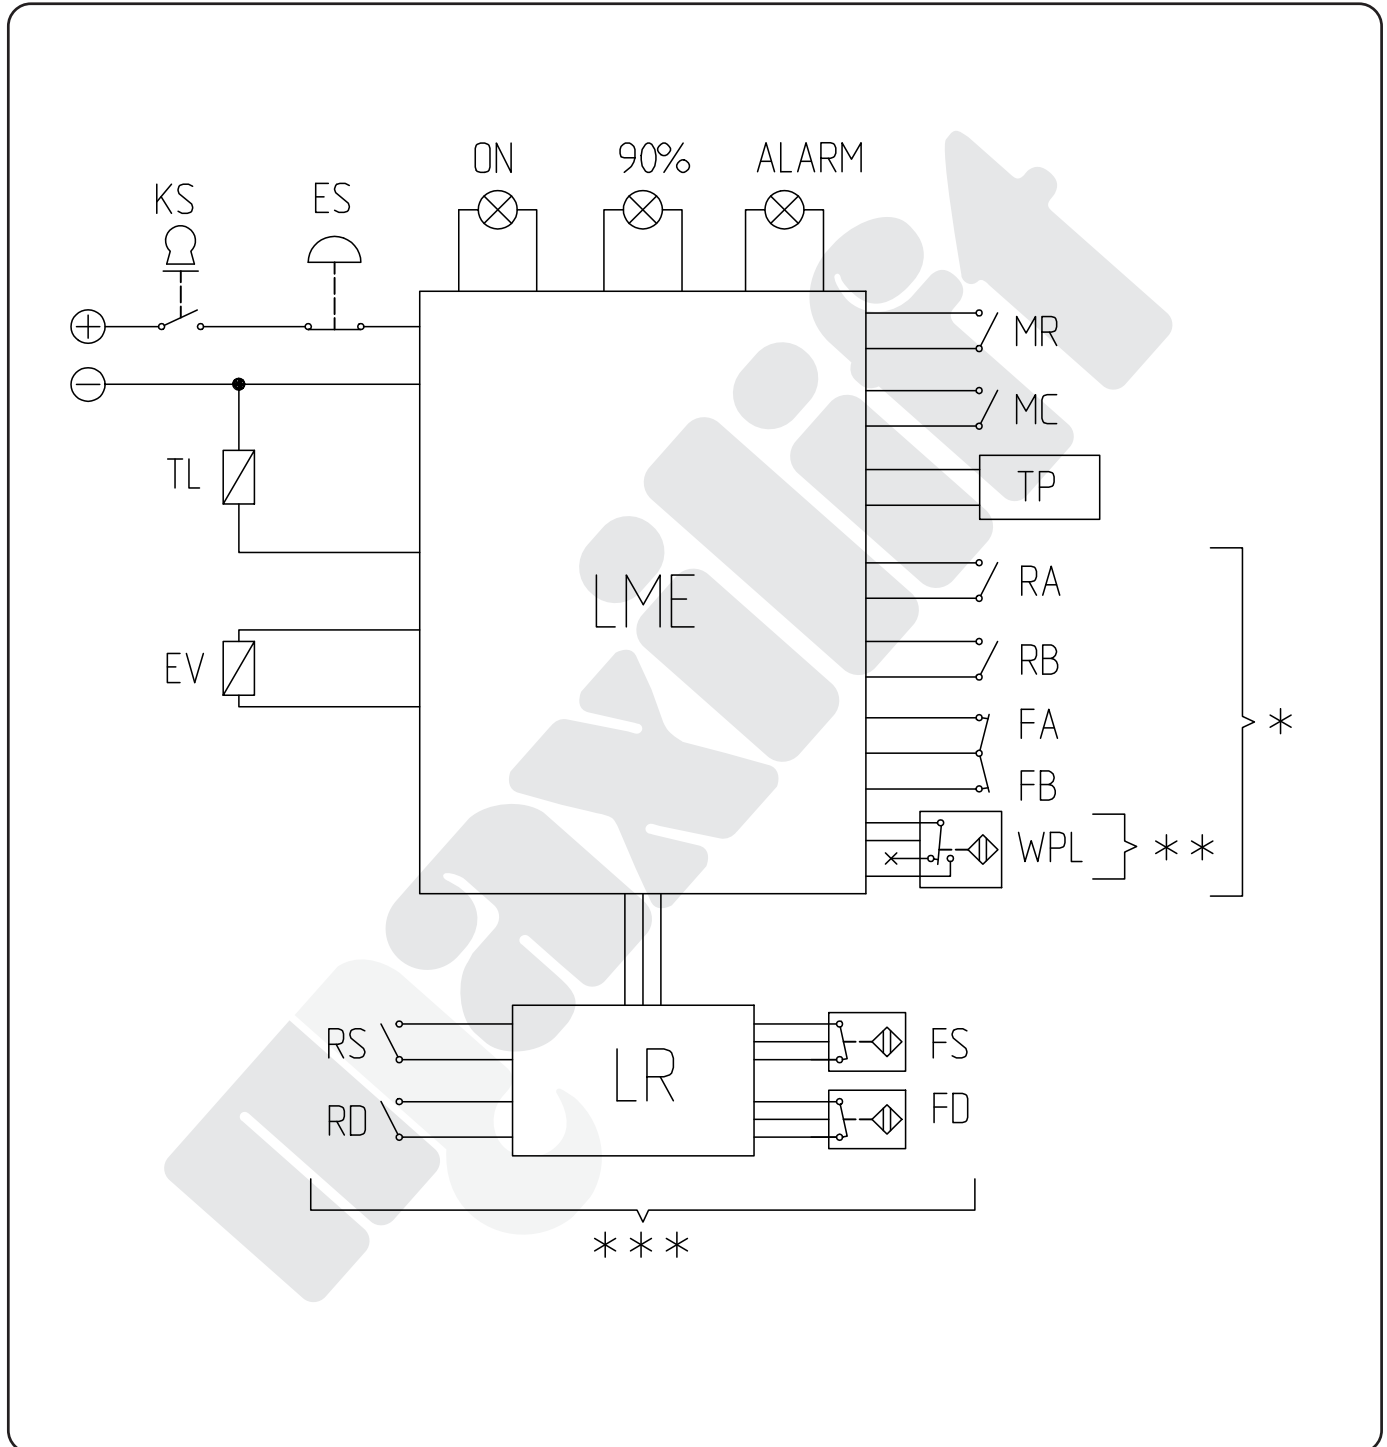 ON 90% ALARM
KS ES
MR
MC
TL TP
LME RA
EV RB
FA
FB
WPL **
*
RS LR FS
RD FD
***
maxilift